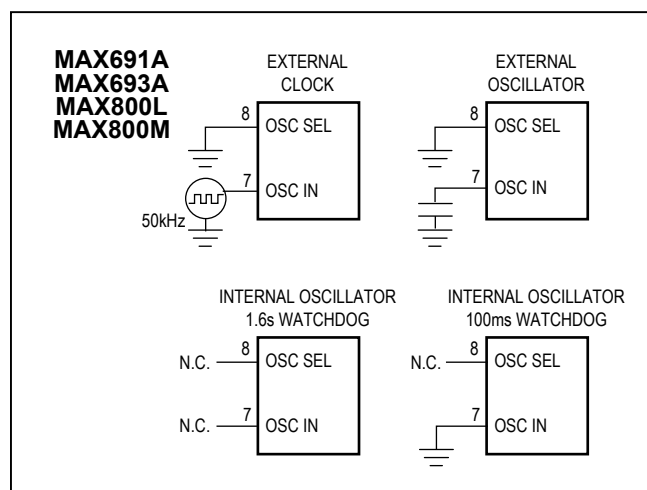 MAX691A
MAX693A
MAX800L
MAX800M
EXTERNAL
CLOCK
8
OSC SEL
7
OSC IN
50kHz
EXTERNAL
OSCILLATOR
8
OSC SEL
7
OSC IN
INTERNAL OSCILLATOR
1.6s WATCHDOG
N.C.
8
OSC SEL
N.C.
7
OSC IN
INTERNAL OSCILLATOR
100ms WATCHDOG
N.C.
8
OSC SEL
7
OSC IN